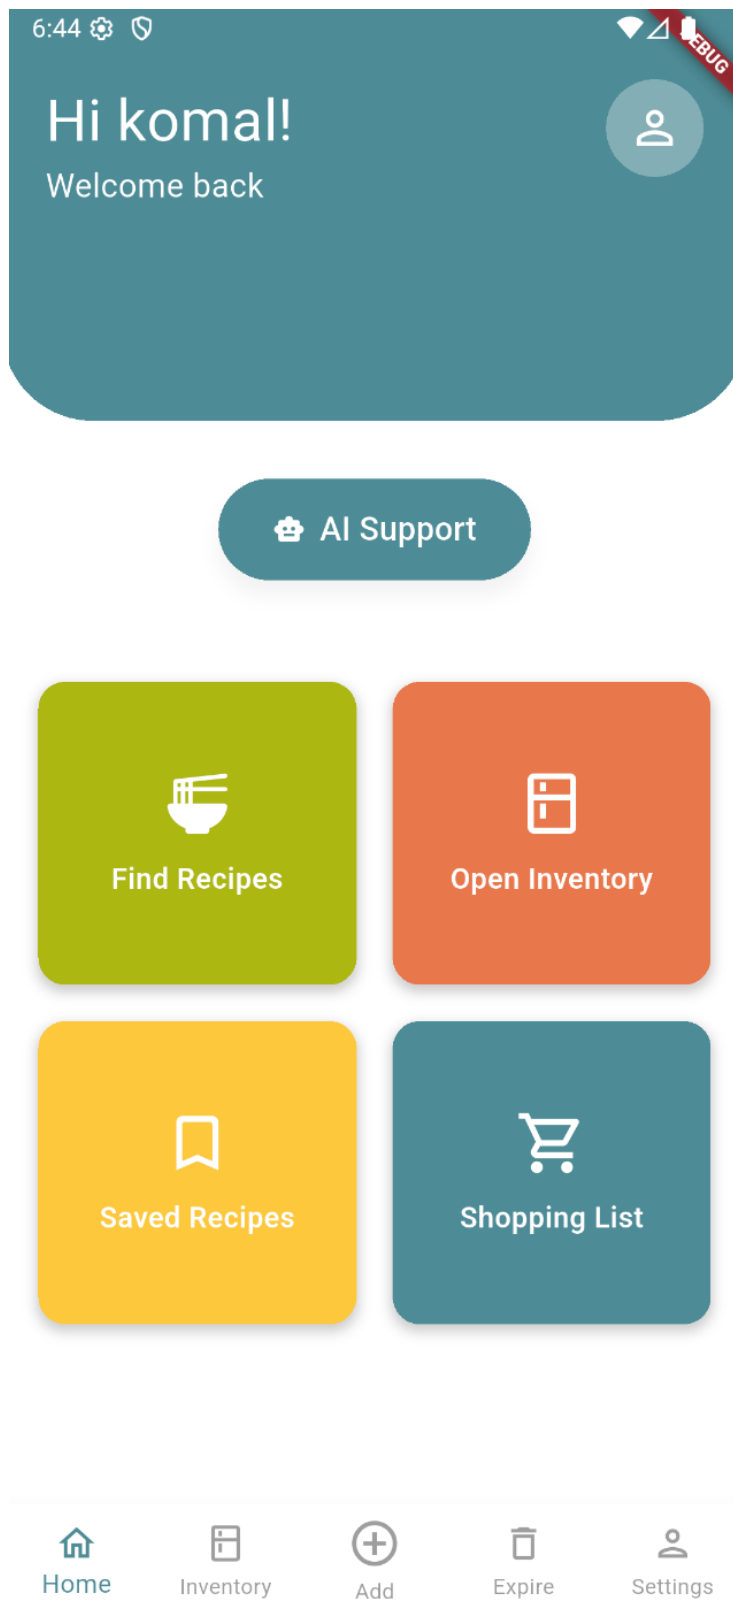 6:44
DEBUG
Hi komal!
Welcome back
AI Support
Find Recipes
Open Inventory
Saved Recipes
Shopping List
Home
Inventory
Add
Expire
Settings